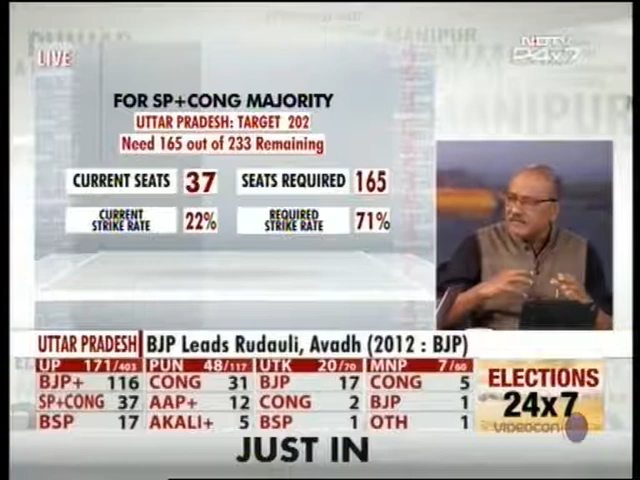 MANIPUR
NDTV
LIVE
24x7
MANIPUR
FOR SP+CONG MAJORITY
UTTAR PRADESH: TARGET 202
Need 165 out of 233 Remaining
CURRENT SEATS 37 SEATS REQUIRED 165
CURRENT STRIKE RATE 22% REQUIRED STRIKE RATE 71%
UTTAR PRADESH BJP Leads Rudauli, Avadh (2012 : BJP)
UP 171/403 PUN 48/117 UTK 20/70 MNP 7/60
BJP+ 116 CONG 31 BJP 17 CONG 5
SP+CONG 37 AAP+ 12 CONG 2 BJP 1
BSP 17 AKALI+ 5 BSP 1 OTH 1
ELECTIONS
24x7
VIDEOCON
JUST IN